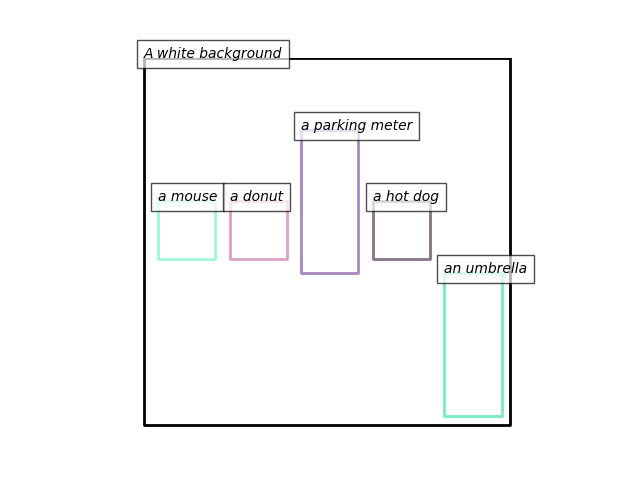 A white background
a parking meter
a mouse
a donut
a hot dog
an umbrella